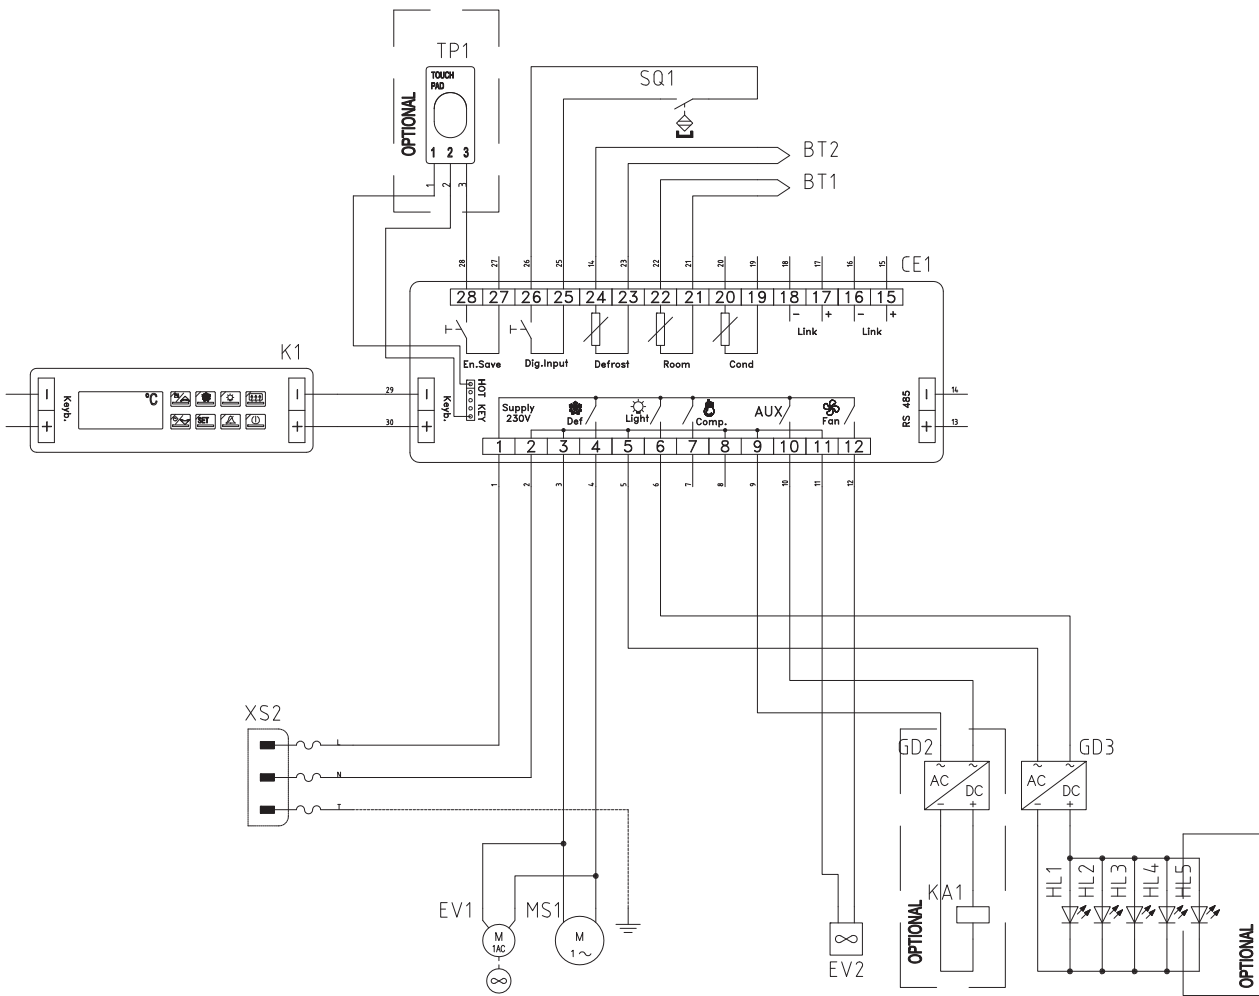 TP1
TOUCH
PAD
OPTIONAL
1 2 3
1 2 3
SQ1
BT2
BT1
28 27 26 25 14 23 22 21 20 19 18 17 16 15
CE1
28 27 26 25 24 23 22 21 20 19 18 17 16 15
− + − +
Link Link
En.Save Dig.Input Defrost Room Cond
K1
Keyb.
°C
SET
− +
− +
29
30
− +
Keyb.
HOT KEY
Supply
230V
Def
Light
Comp.
AUX
Fan
RS 485
− +
14
13
1 2 3 4 5 6 7 8 9 10 11 12
1 2 3 4 5 6 7 8 9 10 11 12
XS2
L
N
T
GD2
~ ~
AC
DC
− +
GD3
~ ~
AC
DC
− +
EV1
M
1AC
MS1
M
1~
EV2
KA1
OPTIONAL
HL1 HL2 HL3 HL4 HL5
OPTIONAL